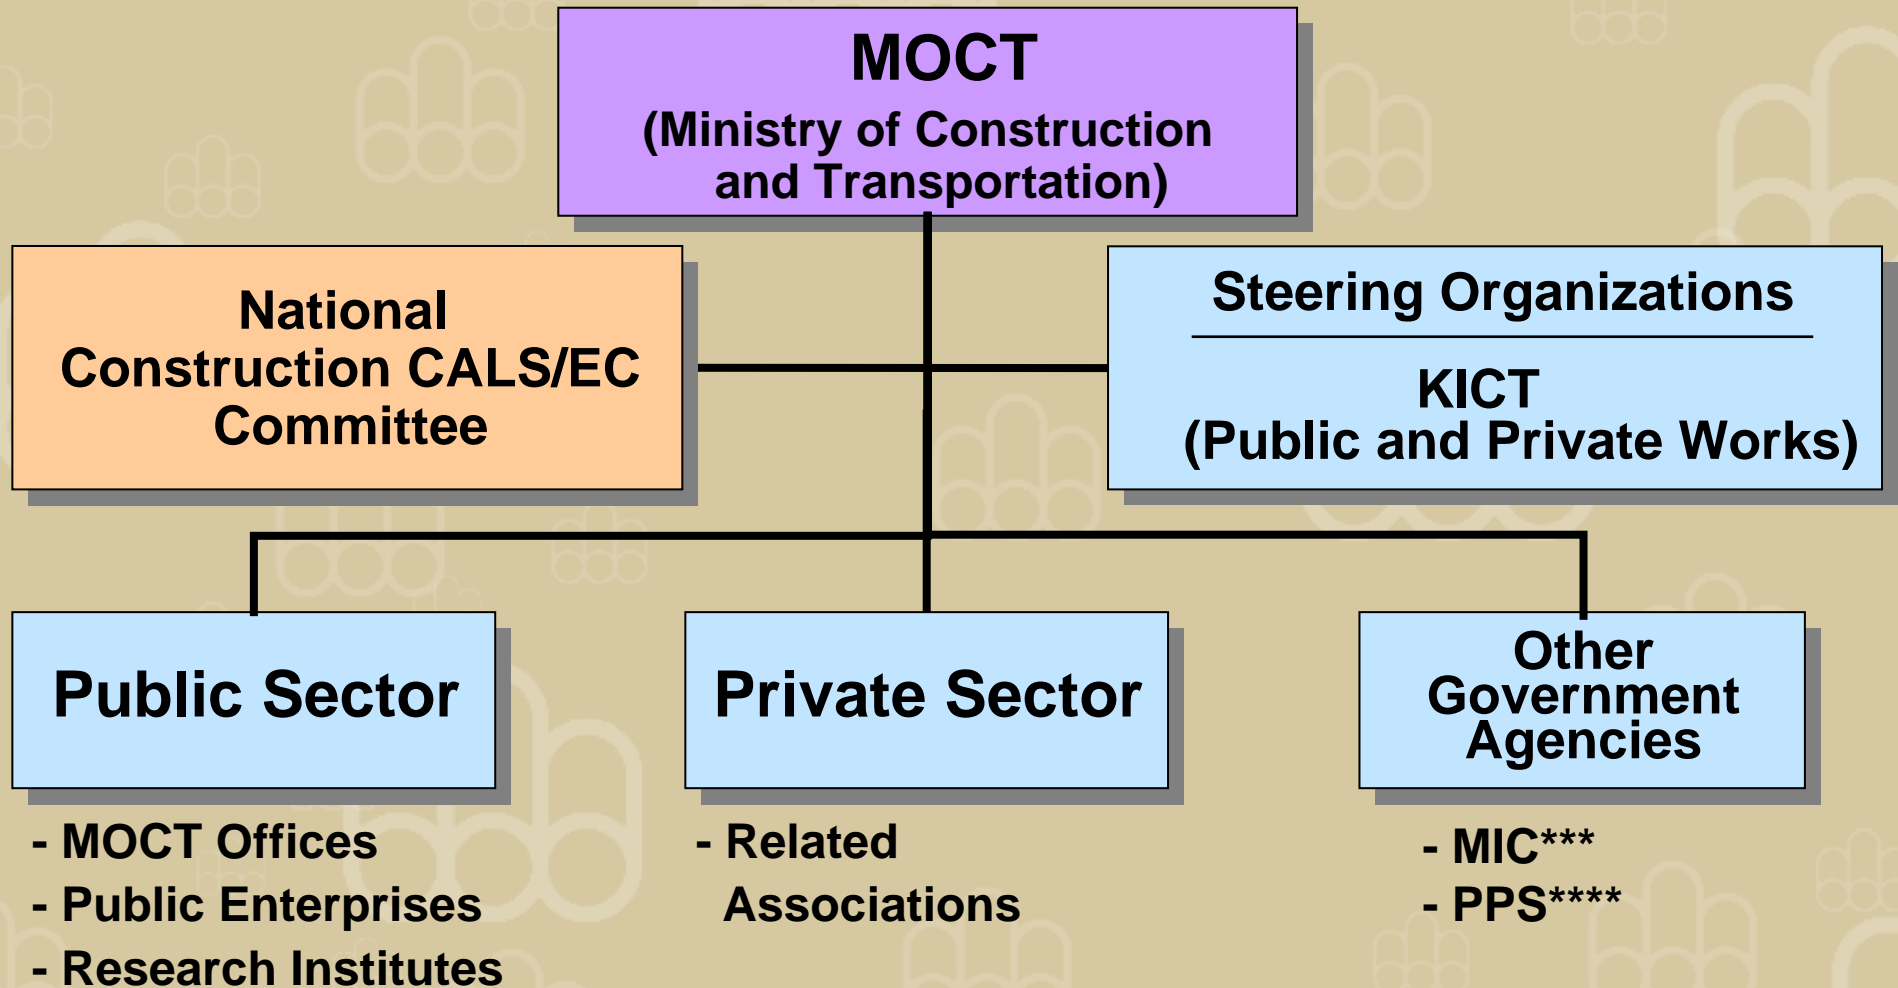 MOCT
(Ministry of Construction
and Transportation)
National
Construction CALS/EC
Committee
Steering Organizations
KICT
(Public and Private Works)
Public Sector
- MOCT Offices
- Public Enterprises
- Research Institutes
Private Sector
- Related
Associations
Other
Government
Agencies
- MIC***
- PPS****